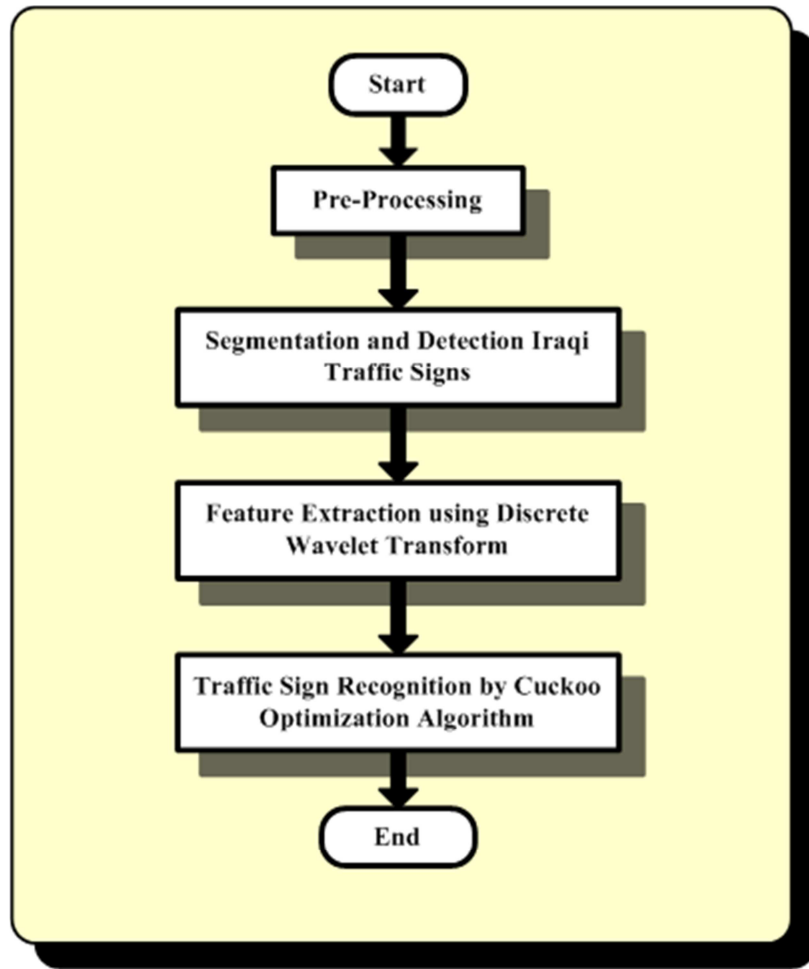 Start
Pre-Processing
Segmentation and Detection Iraqi
Traffic Signs
Feature Extraction using Discrete
Wavelet Transform
Traffic Sign Recognition by Cuckoo
Optimization Algorithm
End